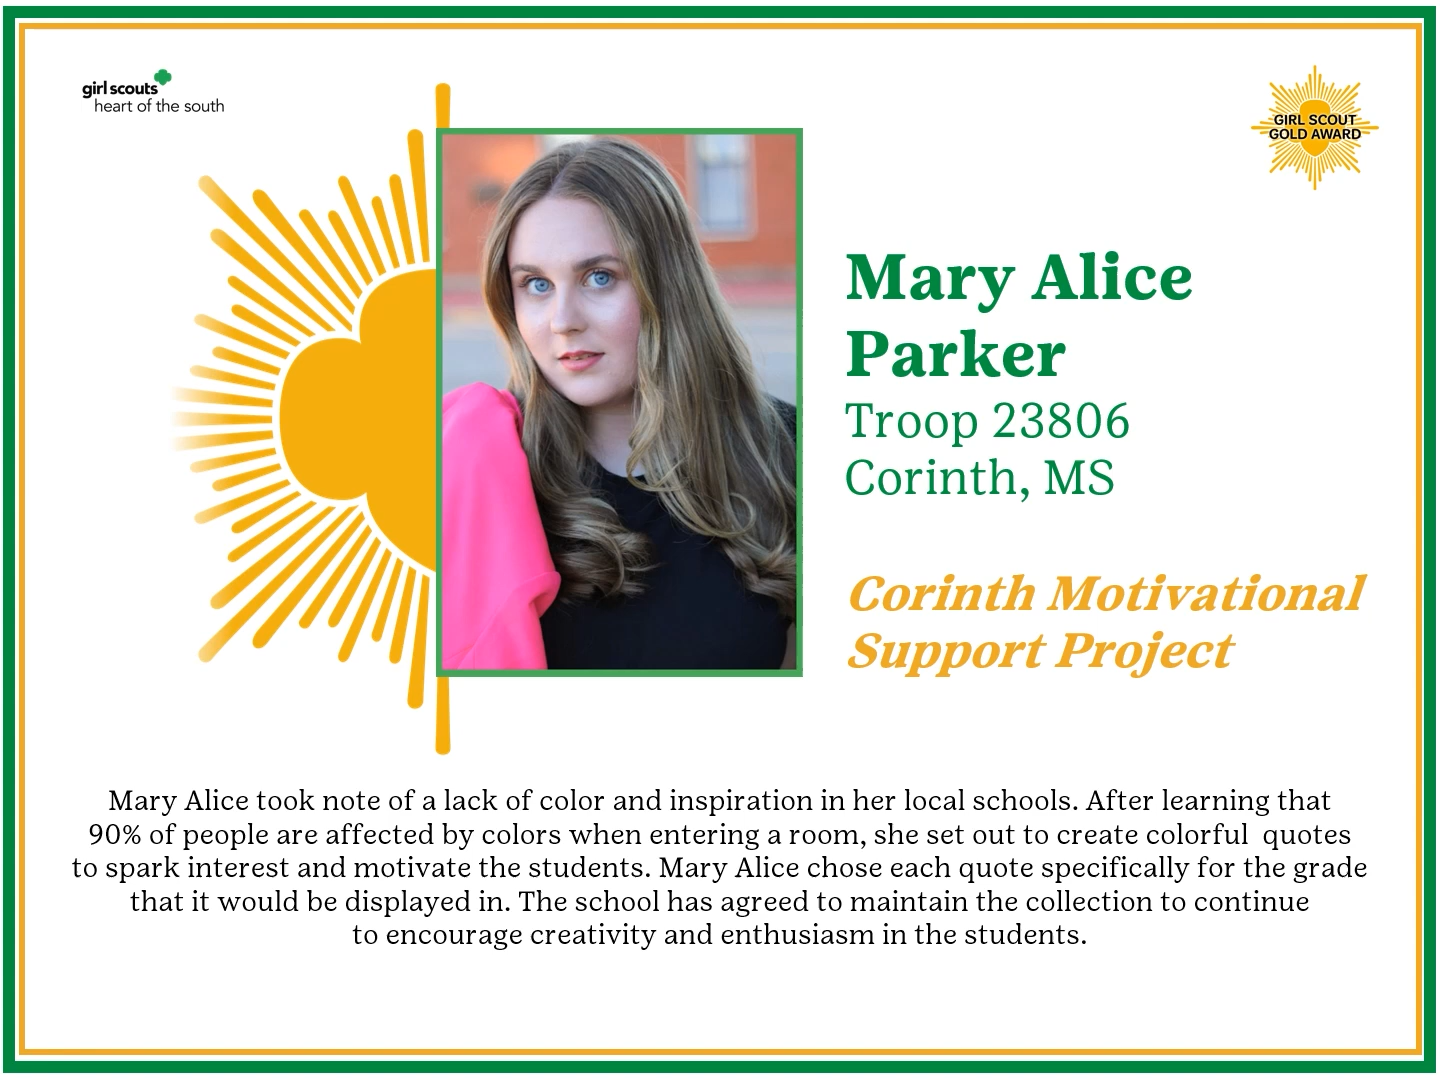 girl scouts
heart of the south
GIRL SCOUT
GOLD AWARD
Mary Alice
Parker
Troop 23806
Corinth, MS
Corinth Motivational
Support Project
Mary Alice took note of a lack of color and inspiration in her local schools. After learning that
90% of people are affected by colors when entering a room, she set out to create colorful  quotes
to spark interest and motivate the students. Mary Alice chose each quote specifically for the grade
that it would be displayed in. The school has agreed to maintain the collection to continue
to encourage creativity and enthusiasm in the students.